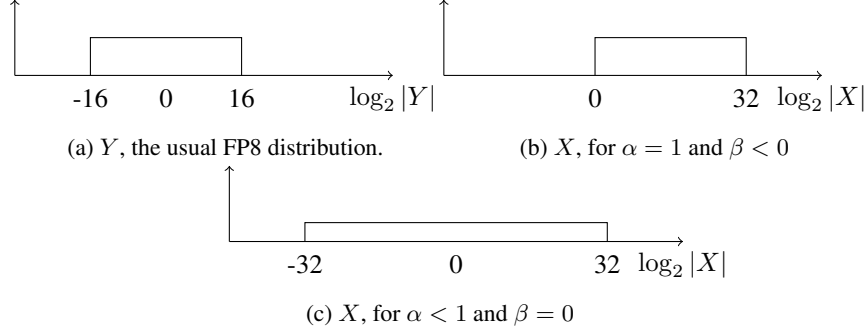 -16 0 16 log₂ |Y|
(a) Y, the usual FP8 distribution.
0 32 log₂ |X|
(b) X, for α = 1 and β < 0
-32 0 32 log₂ |X|
(c) X, for α < 1 and β = 0